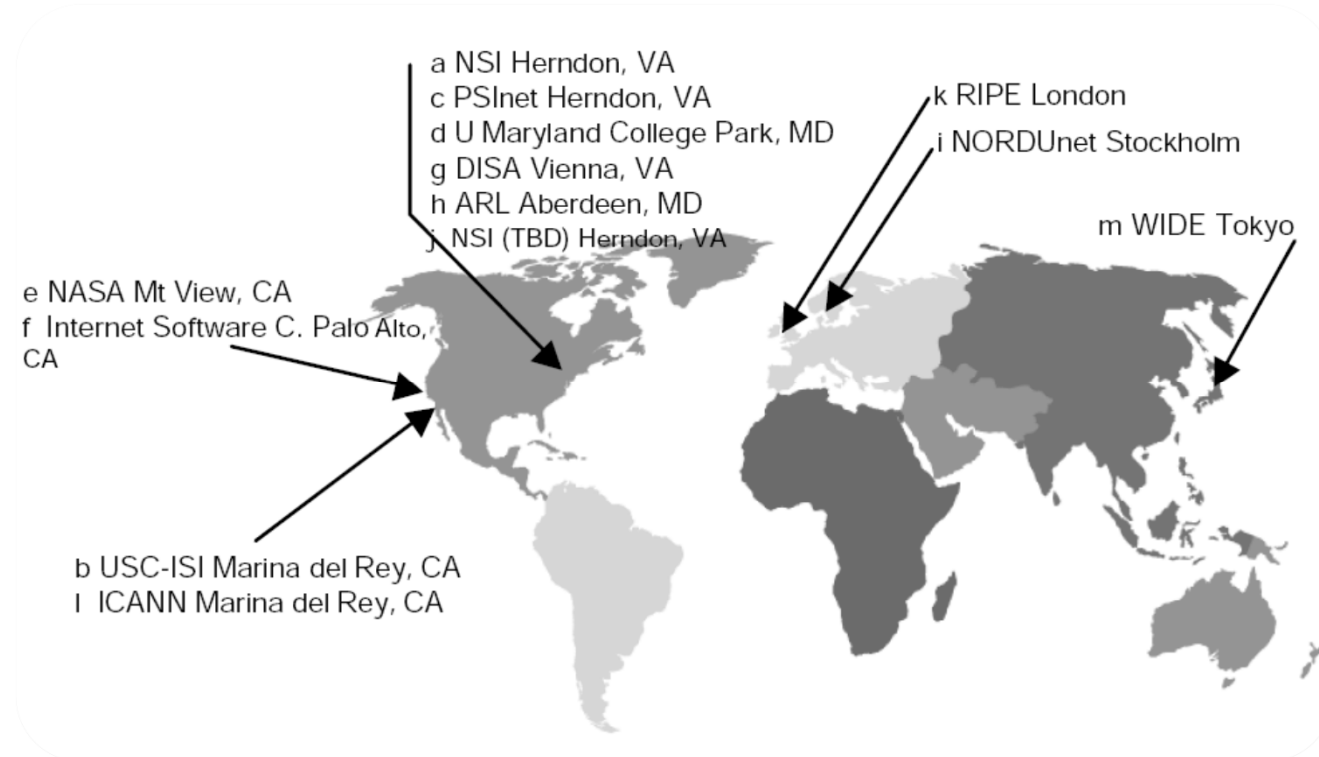 a NSI Herndon, VA
c PSInet Herndon, VA
d U Maryland College Park, MD
g DISA Vienna, VA
h ARL Aberdeen, MD
j NSI (TBD) Herndon, VA
k RIPE London
i NORDUnet Stockholm
m WIDE Tokyo
e NASA Mt View, CA
f Internet Software C. Palo Alto,
CA
b USC-ISI Marina del Rey, CA
l ICANN Marina del Rey, CA